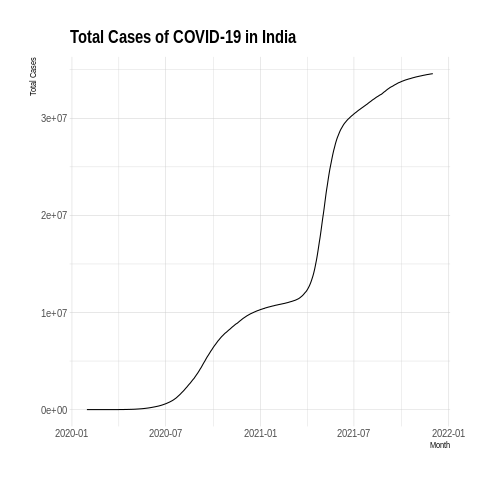 Total Cases of COVID-19 in India
Total Cases
3e+07
2e+07
1e+07
0e+00
2020-01 2020-07 2021-01 2021-07 2022-01
Month